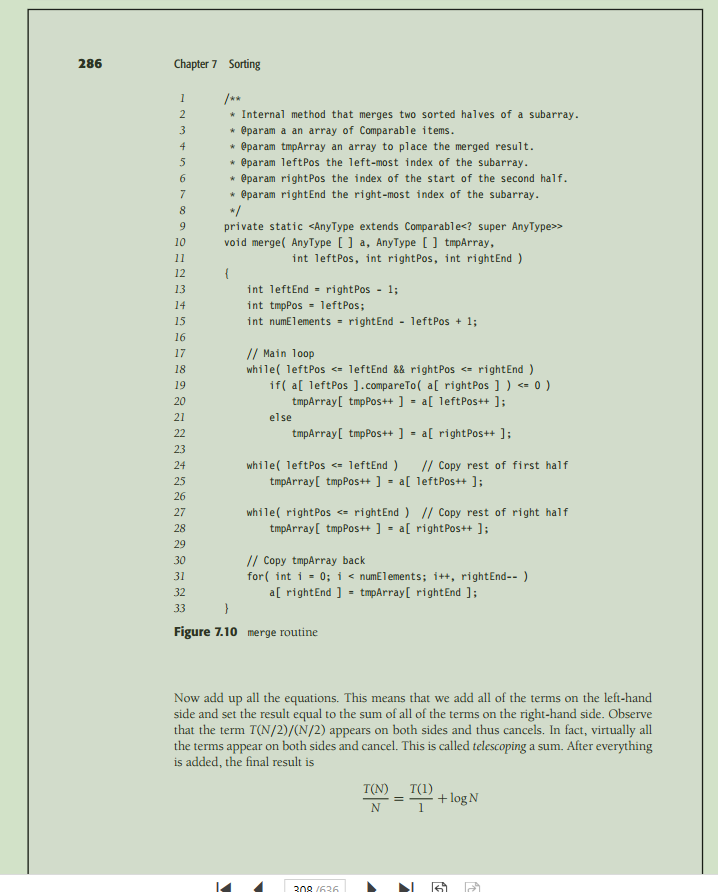 286 Chapter 7 Sorting
1 /**
2 * Internal method that merges two sorted halves of a subarray.
3 * @param a an array of Comparable items.
4 * @param tmpArray an array to place the merged result.
5 * @param leftPos the left-most index of the subarray.
6 * @param rightPos the index of the start of the second half.
7 * @param rightEnd the right-most index of the subarray.
8 */
9 private static <AnyType extends Comparable<? super AnyType>>
10 void merge( AnyType [ ] a, AnyType [ ] tmpArray,
11 int leftPos, int rightPos, int rightEnd )
12 {
13 int leftEnd = rightPos - 1;
14 int tmpPos = leftPos;
15 int numElements = rightEnd - leftPos + 1;
16
17 // Main loop
18 while( leftPos <= leftEnd && rightPos <= rightEnd )
19 if( a[ leftPos ].compareTo( a[ rightPos ] ) <= 0 )
20 tmpArray[ tmpPos++ ] = a[ leftPos++ ];
21 else
22 tmpArray[ tmpPos++ ] = a[ rightPos++ ];
23
24 while( leftPos <= leftEnd ) // Copy rest of first half
25 tmpArray[ tmpPos++ ] = a[ leftPos++ ];
26
27 while( rightPos <= rightEnd ) // Copy rest of right half
28 tmpArray[ tmpPos++ ] = a[ rightPos++ ];
29
30 // Copy tmpArray back
31 for( int i = 0; i < numElements; i++, rightEnd-- )
32 a[ rightEnd ] = tmpArray[ rightEnd ];
33 }
Figure 7.10 merge routine
Now add up all the equations. This means that we add all of the terms on the left-hand
side and set the result equal to the sum of all of the terms on the right-hand side. Observe
that the term T(N/2)/(N/2) appears on both sides and thus cancels. In fact, virtually all
the terms appear on both sides and cancel. This is called telescoping a sum. After everything
is added, the final result is
T(N)/N = T(1)/1 + log N
308 /636